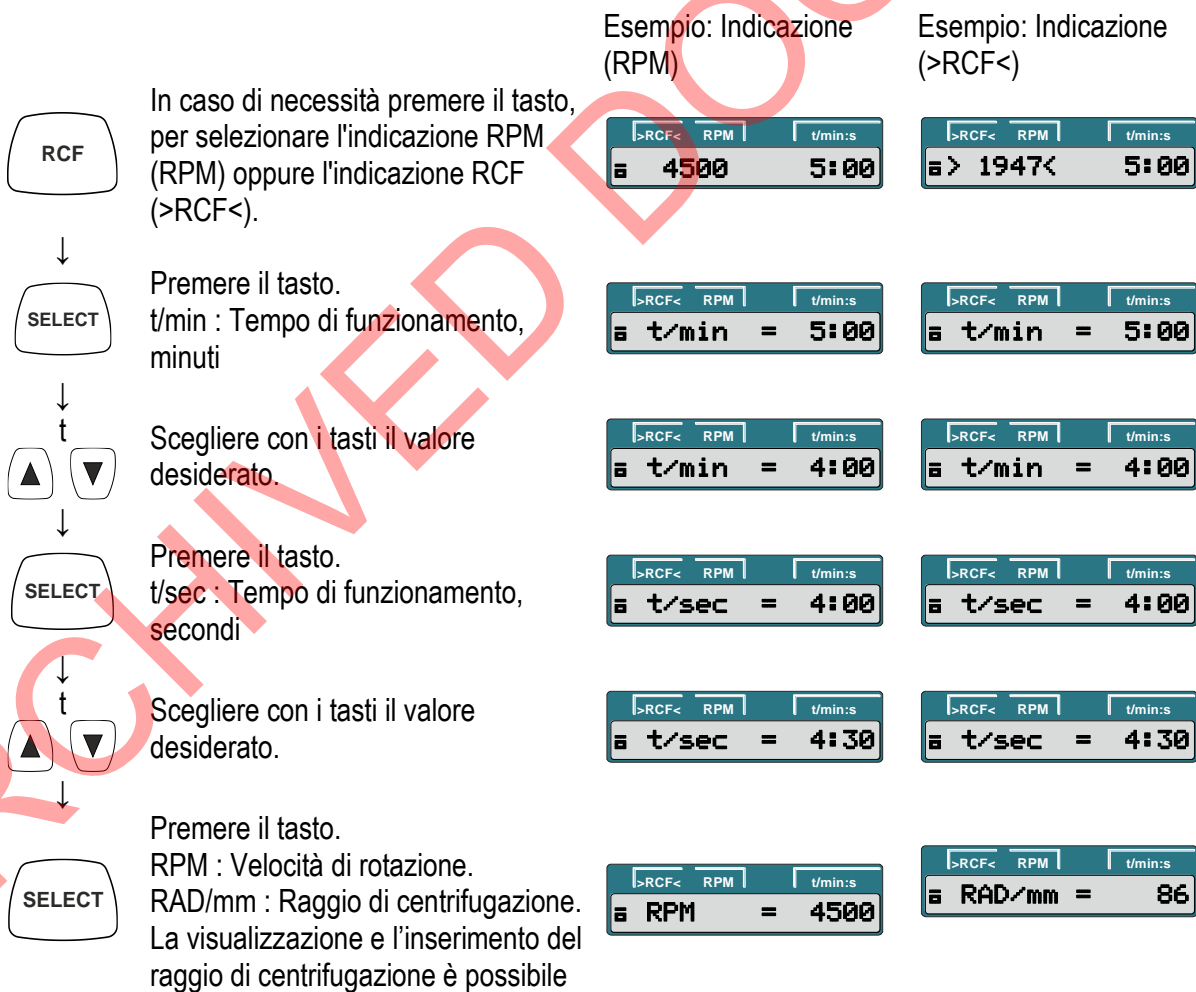 Esempio: Indicazione
(RPM)
Esempio: Indicazione
(>RCF<)
RCF
In caso di necessità premere il tasto,
per selezionare l'indicazione RPM
(RPM) oppure l'indicazione RCF
(>RCF<).
>RCF< RPM t/min:s
4500 5:00
>RCF< RPM t/min:s
> 1947< 5:00
↓
SELECT
Premere il tasto.
t/min : Tempo di funzionamento,
minuti
>RCF< RPM t/min:s
t/min = 5:00
>RCF< RPM t/min:s
t/min = 5:00
↓
t
▲ ▼
Scegliere con i tasti il valore
desiderato.
>RCF< RPM t/min:s
t/min = 4:00
>RCF< RPM t/min:s
t/min = 4:00
↓
SELECT
Premere il tasto.
t/sec : Tempo di funzionamento,
secondi
>RCF< RPM t/min:s
t/sec = 4:00
>RCF< RPM t/min:s
t/sec = 4:00
↓
t
▲ ▼
Scegliere con i tasti il valore
desiderato.
>RCF< RPM t/min:s
t/sec = 4:30
>RCF< RPM t/min:s
t/sec = 4:30
↓
SELECT
Premere il tasto.
RPM : Velocità di rotazione.
RAD/mm : Raggio di centrifugazione.
La visualizzazione e l’inserimento del
raggio di centrifugazione è possibile
>RCF< RPM t/min:s
RPM = 4500
>RCF< RPM t/min:s
RAD/mm = 86
RCHIVED DOC